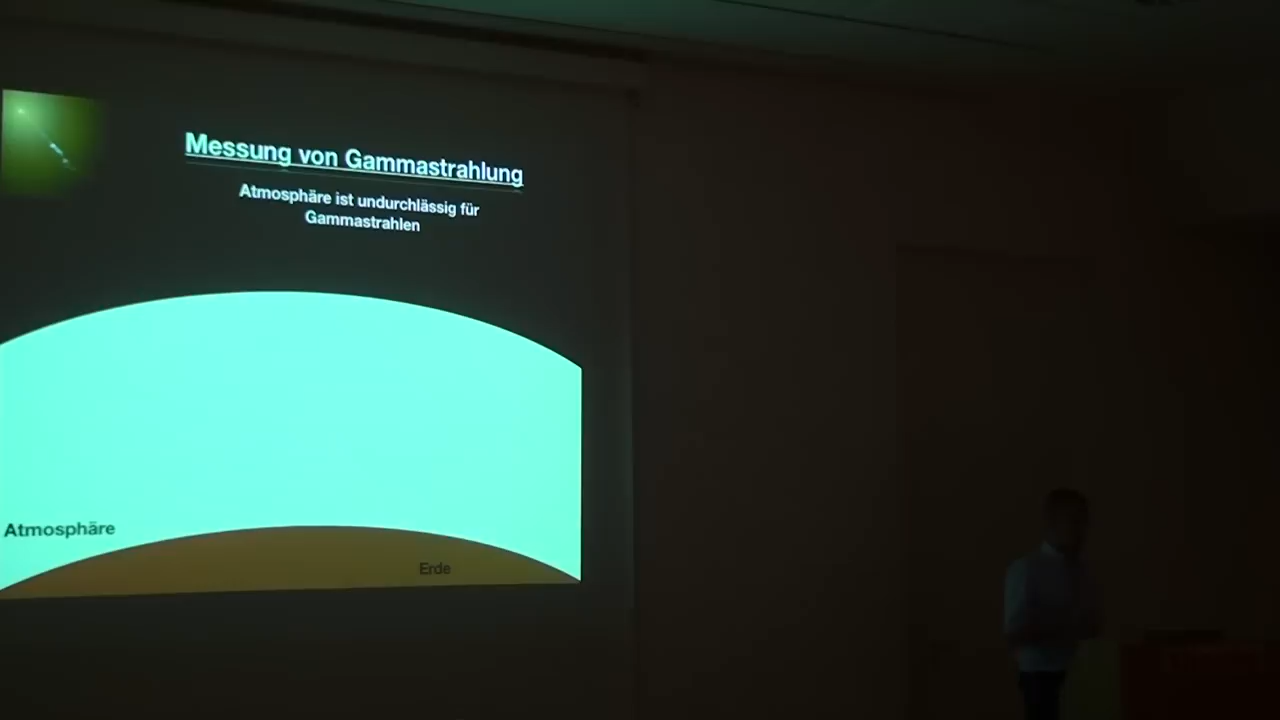 Messung von Gammastrahlung
Atmosphäre ist undurchlässig für
Gammastrahlen
Atmosphäre
Erde